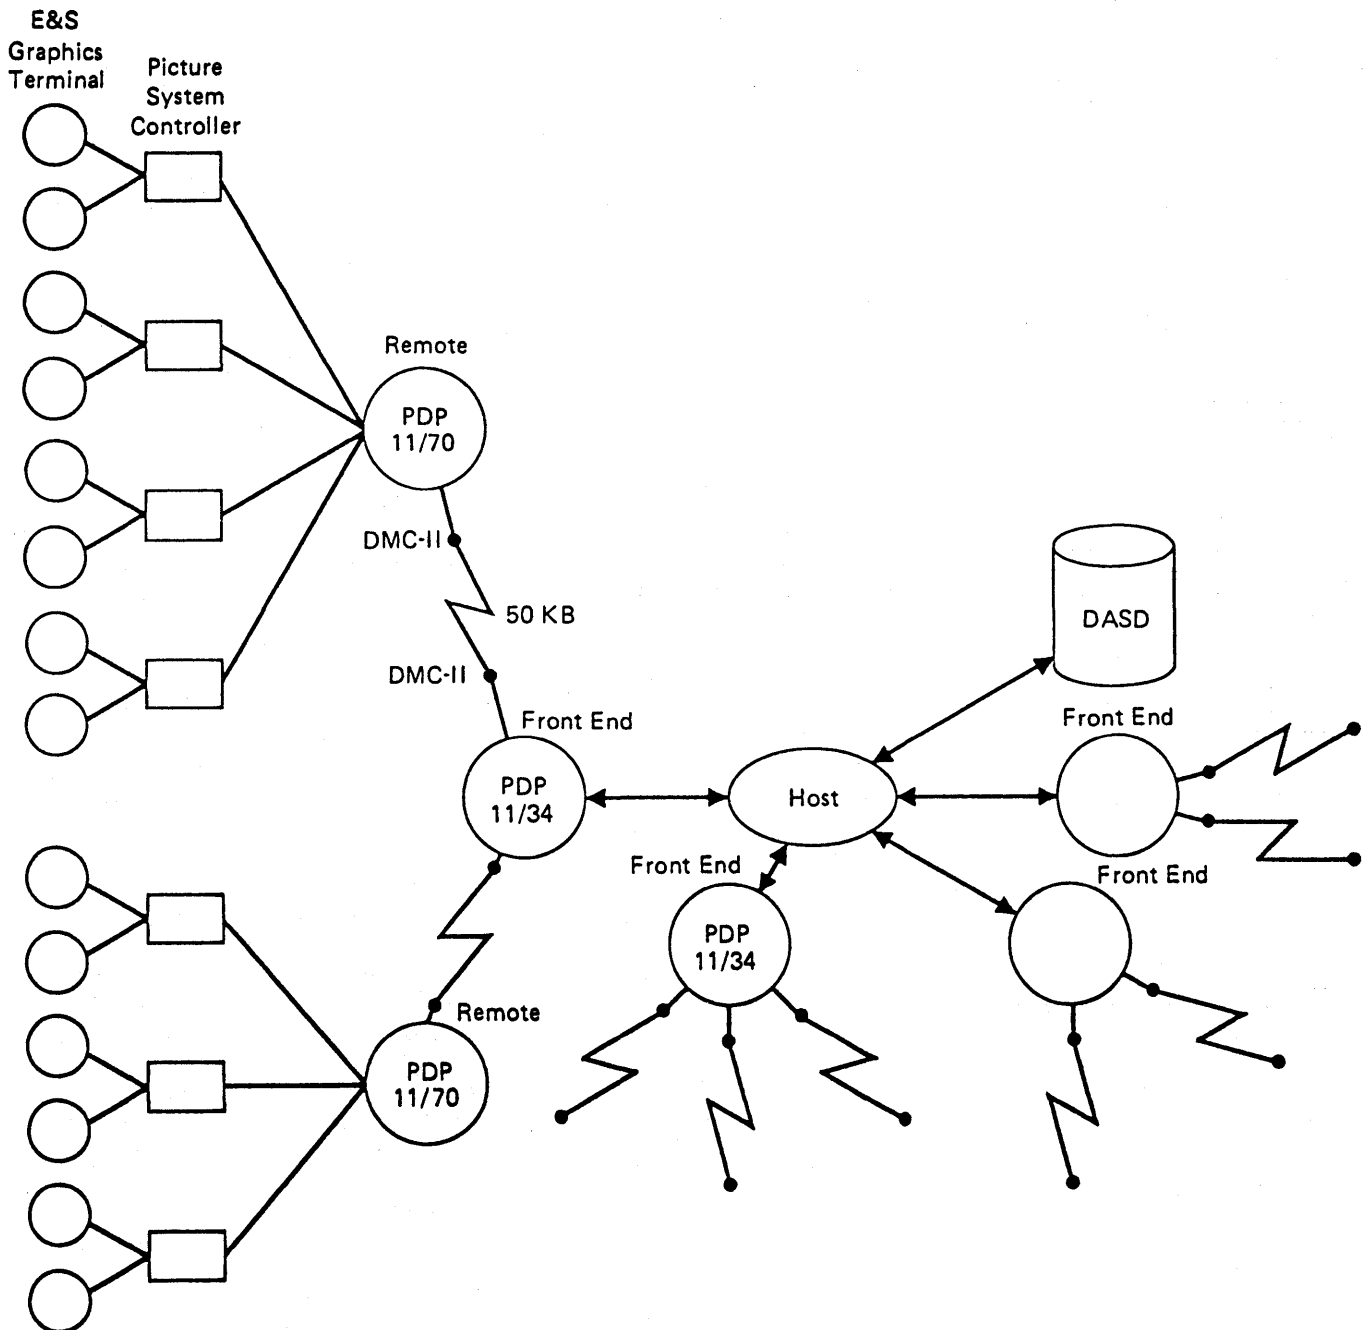 E&S
Graphics
Terminal
Picture
System
Controller
Remote
PDP
11/70
DMC-II
50 KB
DMC-II
Front End
PDP
11/34
Host
DASD
Front End
Front End
Front End
PDP
11/34
Remote
PDP
11/70